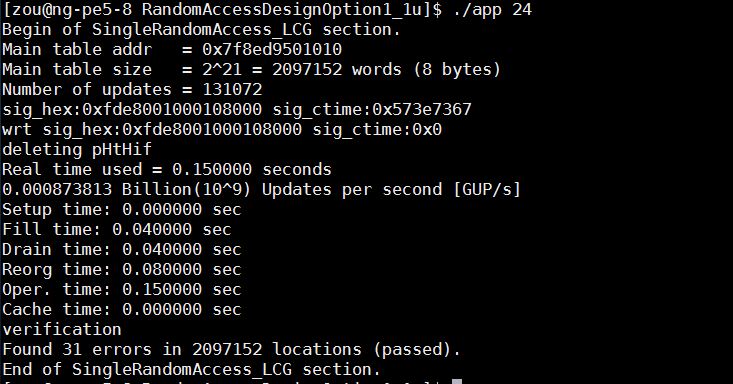 [zou@ng-pe5-8 RandomAccessDesignOption1_1u]$ ./app 24
Begin of SingleRandomAccess_LCG section.
Main table addr   = 0x7f8ed9501010
Main table size   = 2^21 = 2097152 words (8 bytes)
Number of updates = 131072
sig_hex:0xfde8001000108000 sig_ctime:0x573e7367
wrt sig_hex:0xfde8001000108000 sig_ctime:0x0
deleting pHtHif
Real time used = 0.150000 seconds
0.000873813 Billion(10^9) Updates per second [GUP/s]
Setup time: 0.000000 sec
Fill time: 0.040000 sec
Drain time: 0.040000 sec
Reorg time: 0.080000 sec
Oper. time: 0.150000 sec
Cache time: 0.000000 sec
verification
Found 31 errors in 2097152 locations (passed).
End of SingleRandomAccess_LCG section.